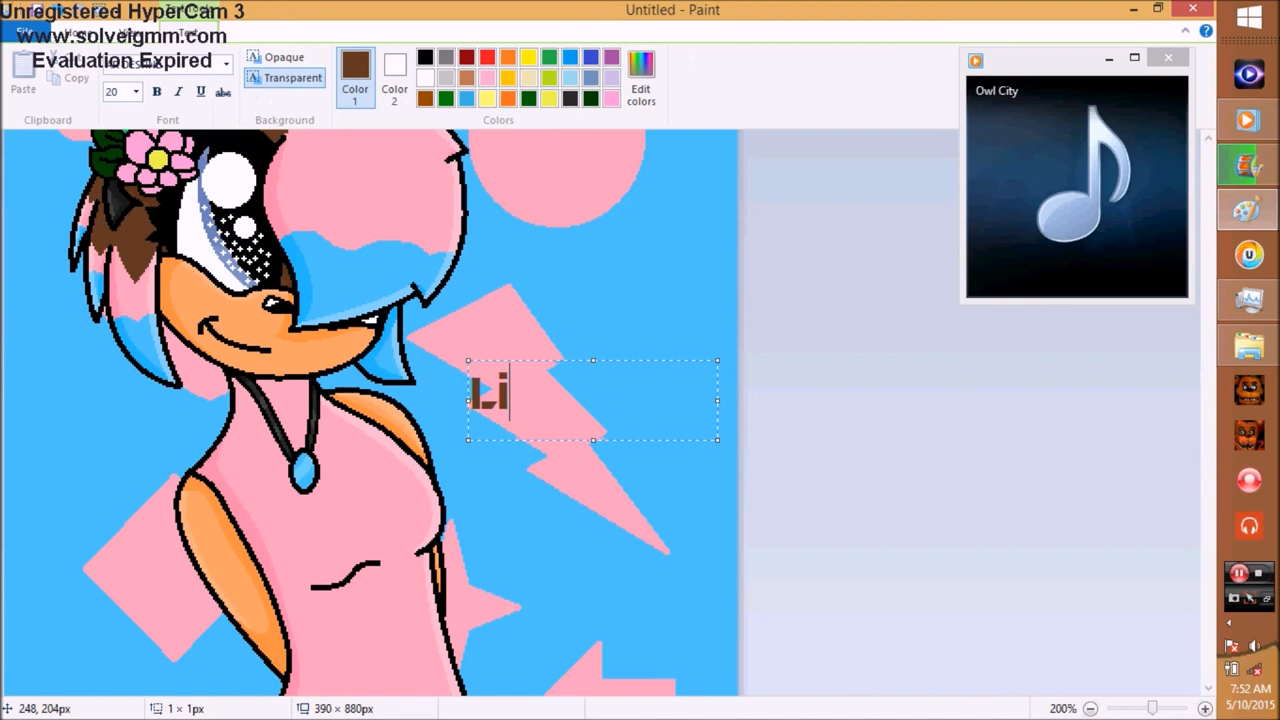 Unregistered HyperCam 3
www.solveigmm.com
Evaluation Expired
Untitled - Paint
File
Paste
Copy
Clipboard
20
B I U abc
Font
Opaque
Transparent
Background
Color 1
Color 2
Edit colors
Colors
Owl City
Li
248, 204px
1 × 1px
390 × 880px
200%
7:52 AM
5/10/2015